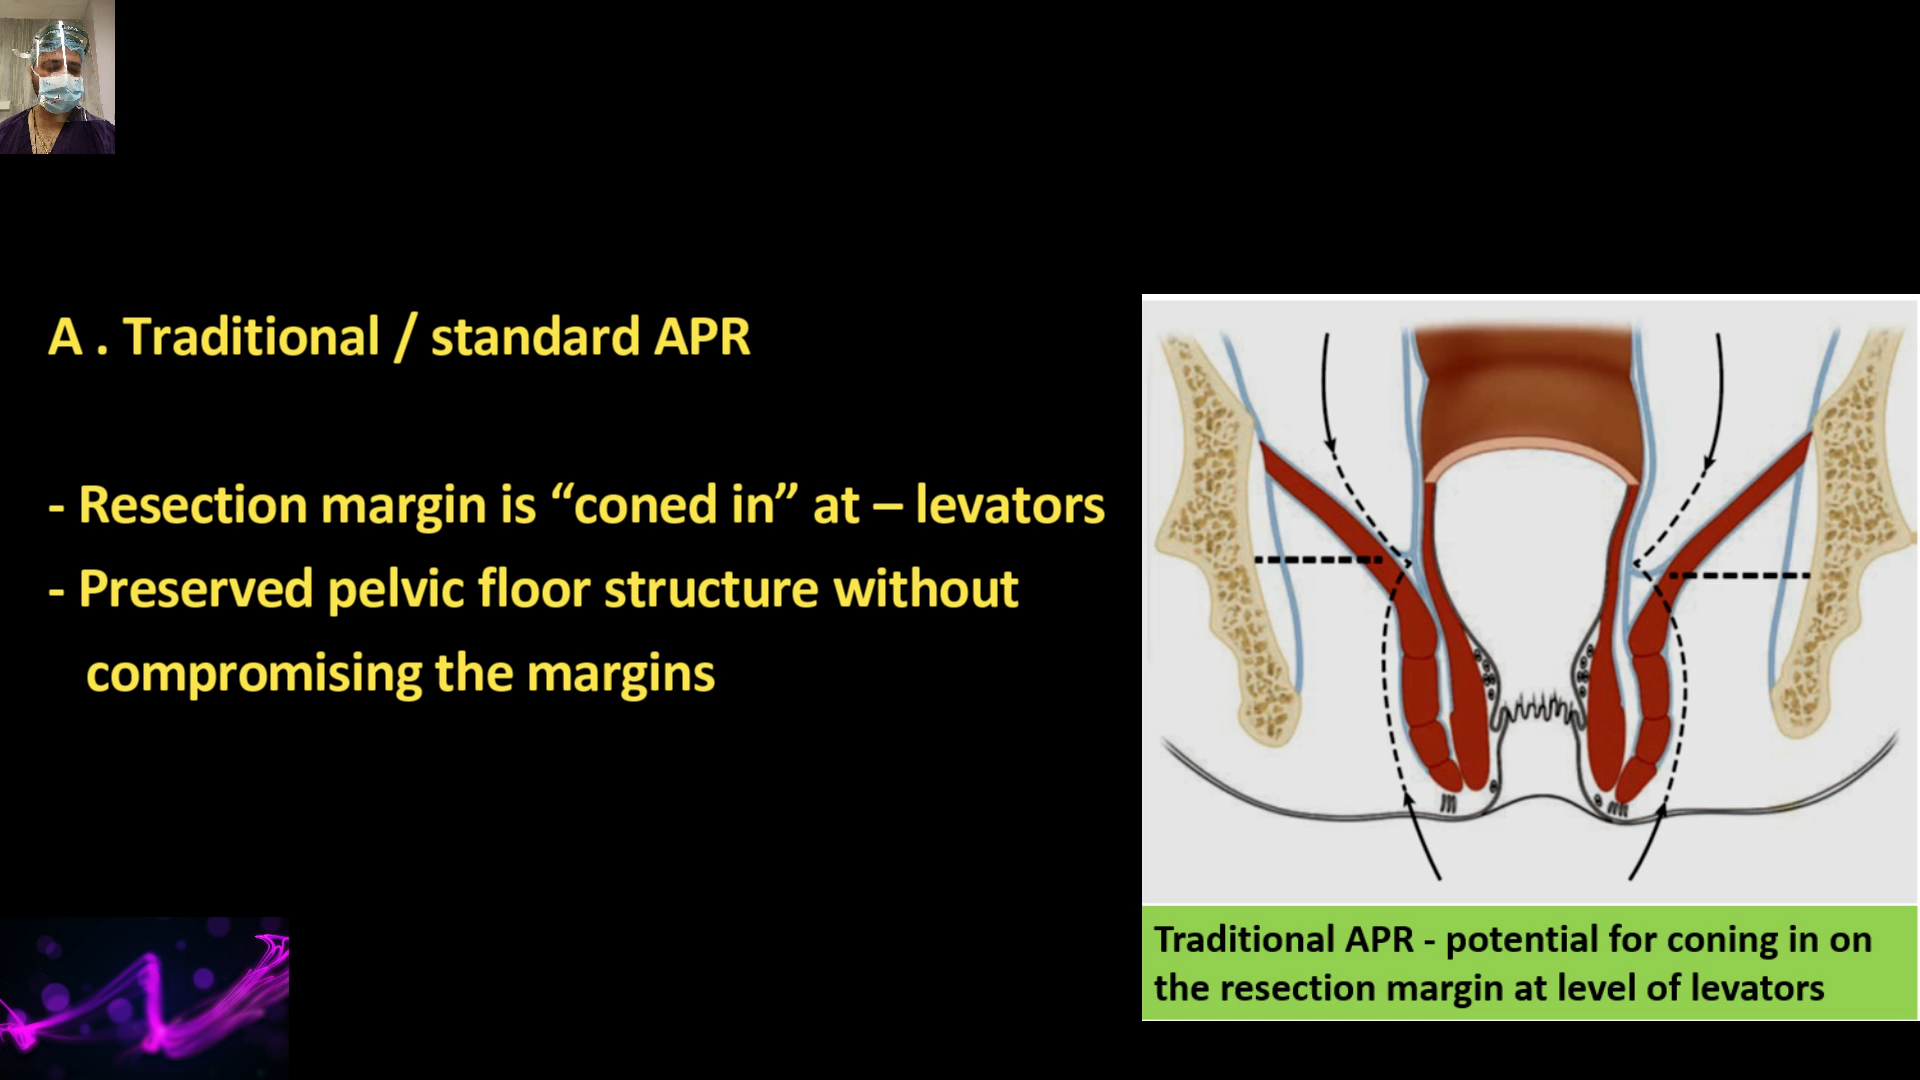 A . Traditional / standard APR
- Resection margin is “coned in” at – levators
- Preserved pelvic floor structure without
compromising the margins
Traditional APR - potential for coning in on
the resection margin at level of levators